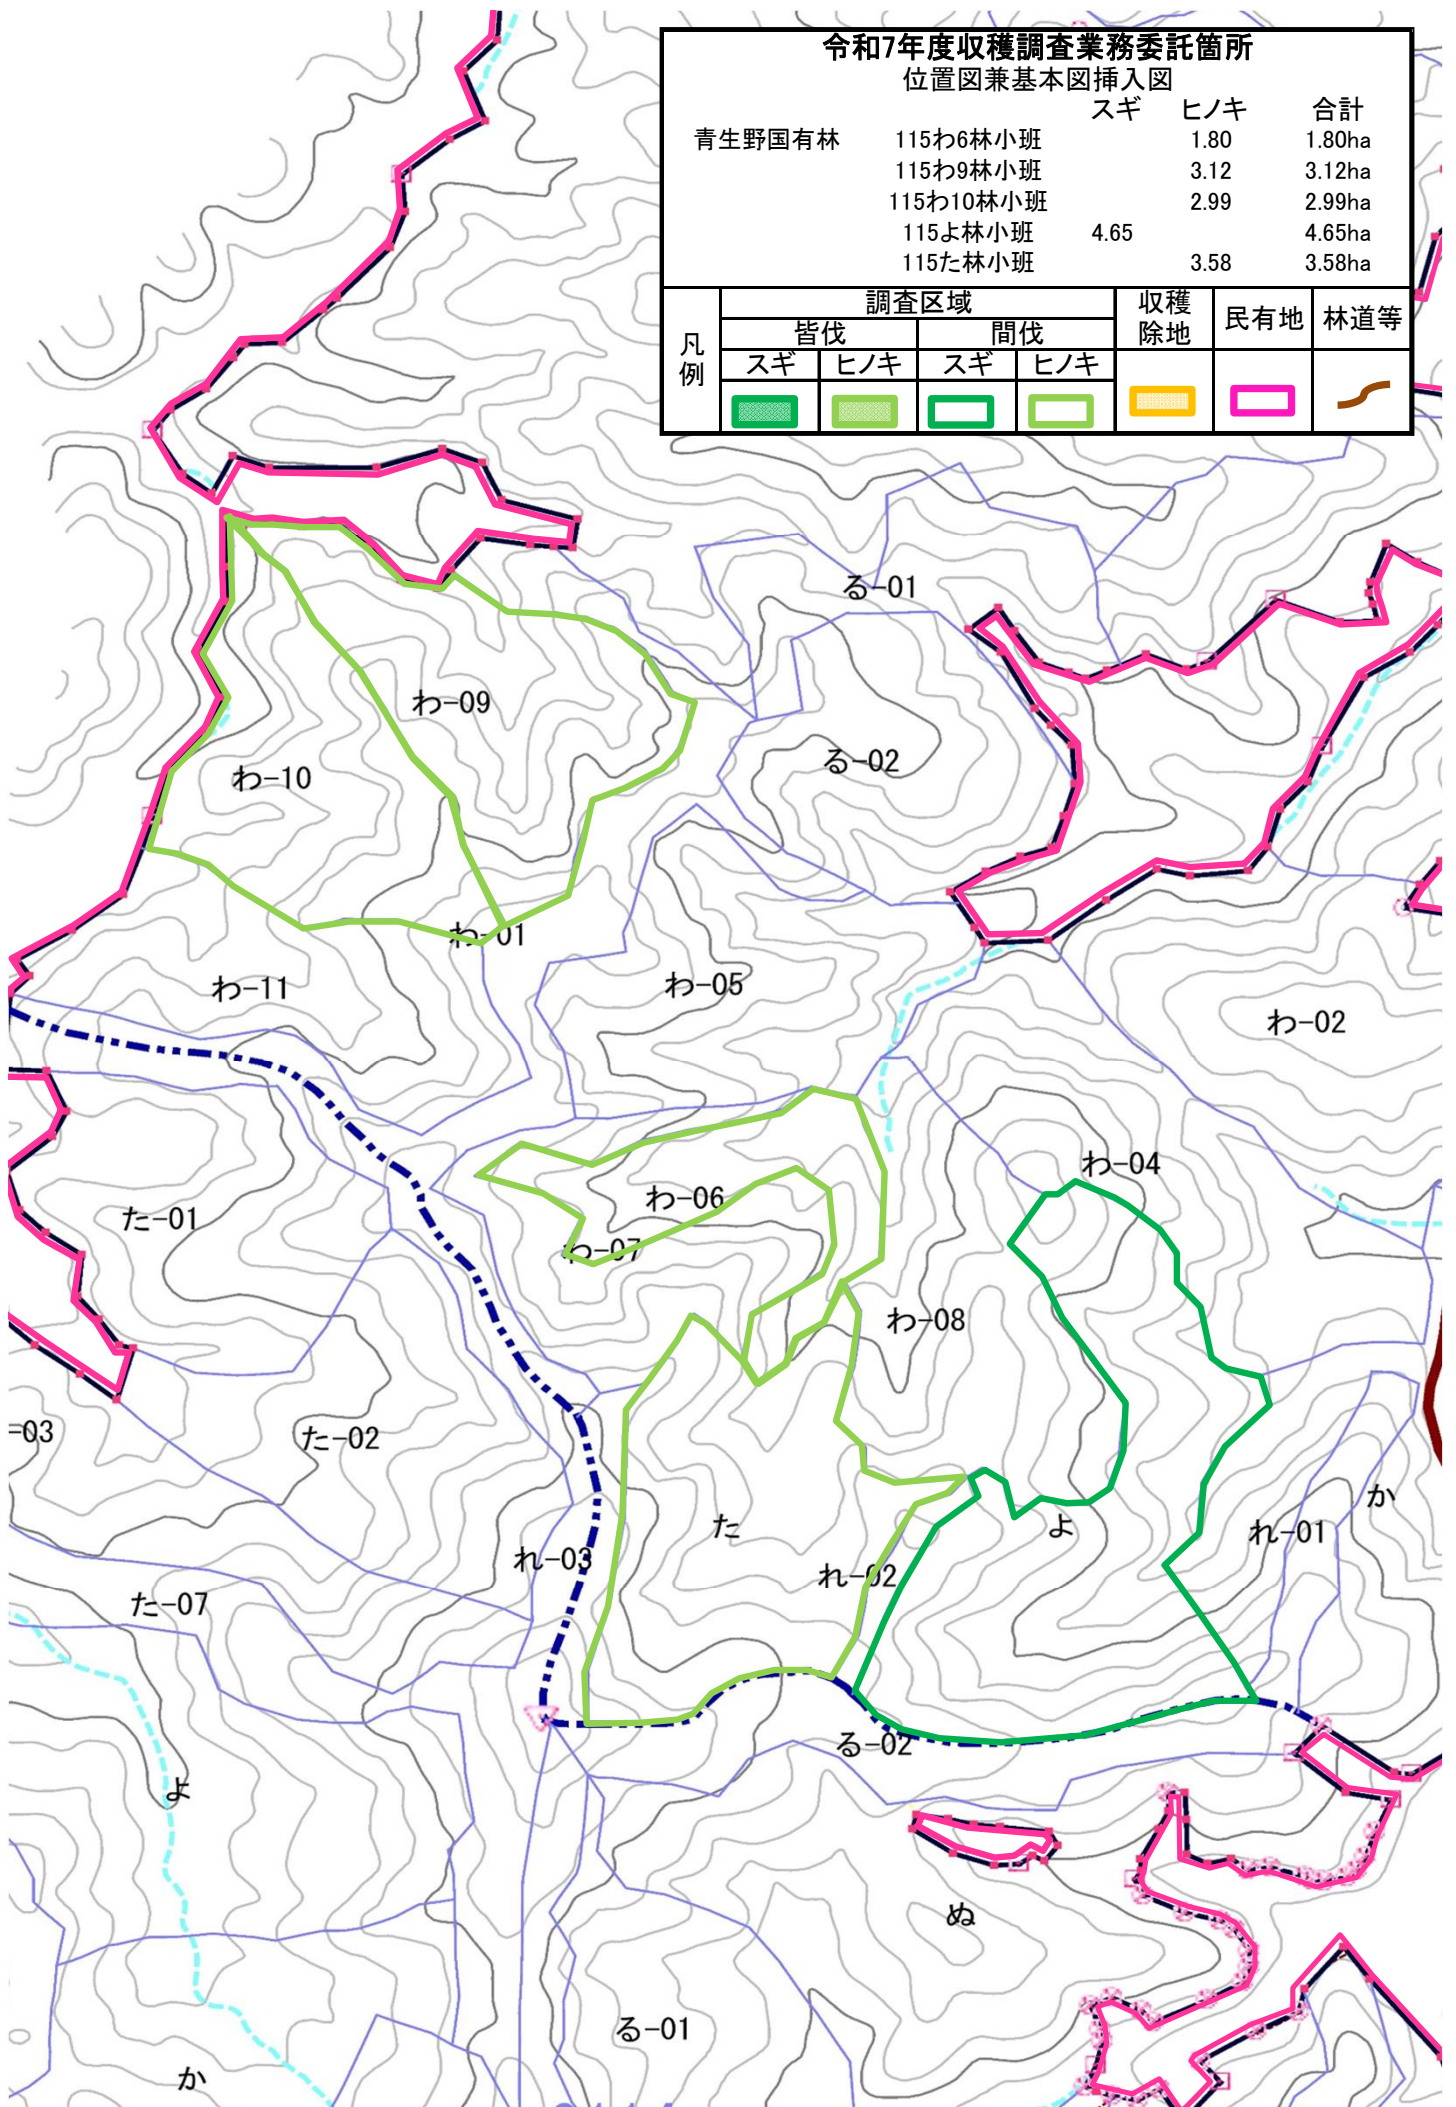 令和7年度収穫調査業務委託箇所
位置図兼基本図挿入図
スギ ヒノキ 合計
青生野国有林 115わ6林小班 1.80 1.80ha
115わ9林小班 3.12 3.12ha
115わ10林小班 2.99 2.99ha
115よ林小班 4.65 4.65ha
115た林小班 3.58 3.58ha
凡例
調査区域
収穫除地
民有地
林道等
皆伐 間伐
スギ ヒノキ スギ ヒノキ
る-01
わ-09
る-02
わ-10
わ-01
わ-05
わ-11
わ-02
わ-04
わ-06
た-01
わ-07
わ-08
-03
た-02
か
た
よ
れ-01
れ-03
れ-02
た-07
る-02
よ
ぬ
る-01
か